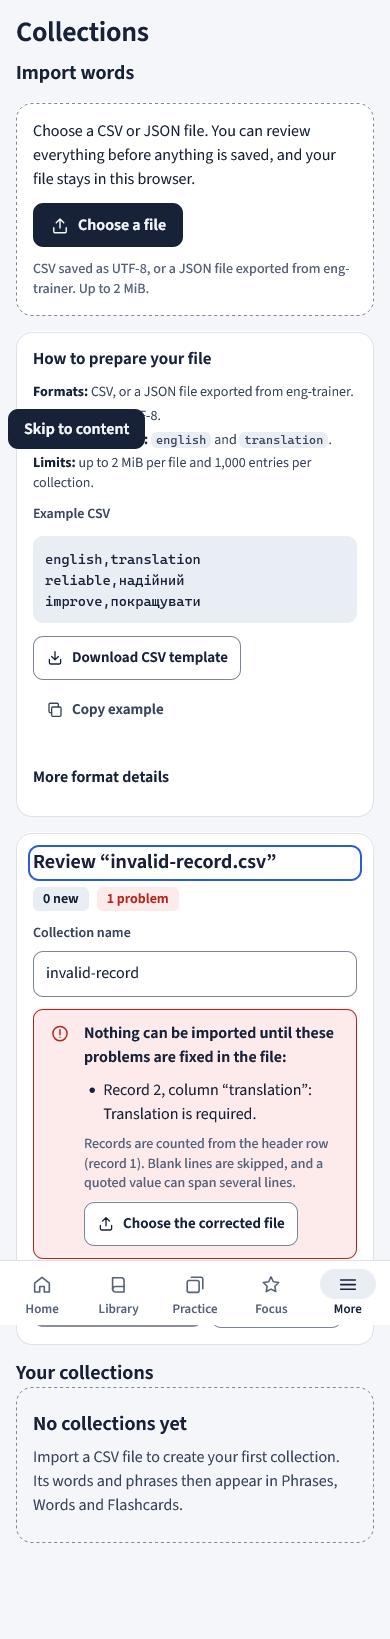 Collections
Import words
Choose a CSV or JSON file. You can review
everything before anything is saved, and your
file stays in this browser.
Choose a file
CSV saved as UTF-8, or a JSON file exported from eng-
trainer. Up to 2 MiB.
How to prepare your file
Formats: CSV, or a JSON file exported from eng-trainer.
-8.
Skip to content
: english and translation.
Limits: up to 2 MiB per file and 1,000 entries per
collection.
Example CSV
english,translation
reliable,надійний
improve,покращувати
Download CSV template
Copy example
More format details
Review “invalid-record.csv”
0 new 1 problem
Collection name
invalid-record
Nothing can be imported until these
problems are fixed in the file:
• Record 2, column “translation”:
Translation is required.
Records are counted from the header row
(record 1). Blank lines are skipped, and a
quoted value can span several lines.
Choose the corrected file
Home Library Practice Focus More
Your collections
No collections yet
Import a CSV file to create your first collection.
Its words and phrases then appear in Phrases,
Words and Flashcards.